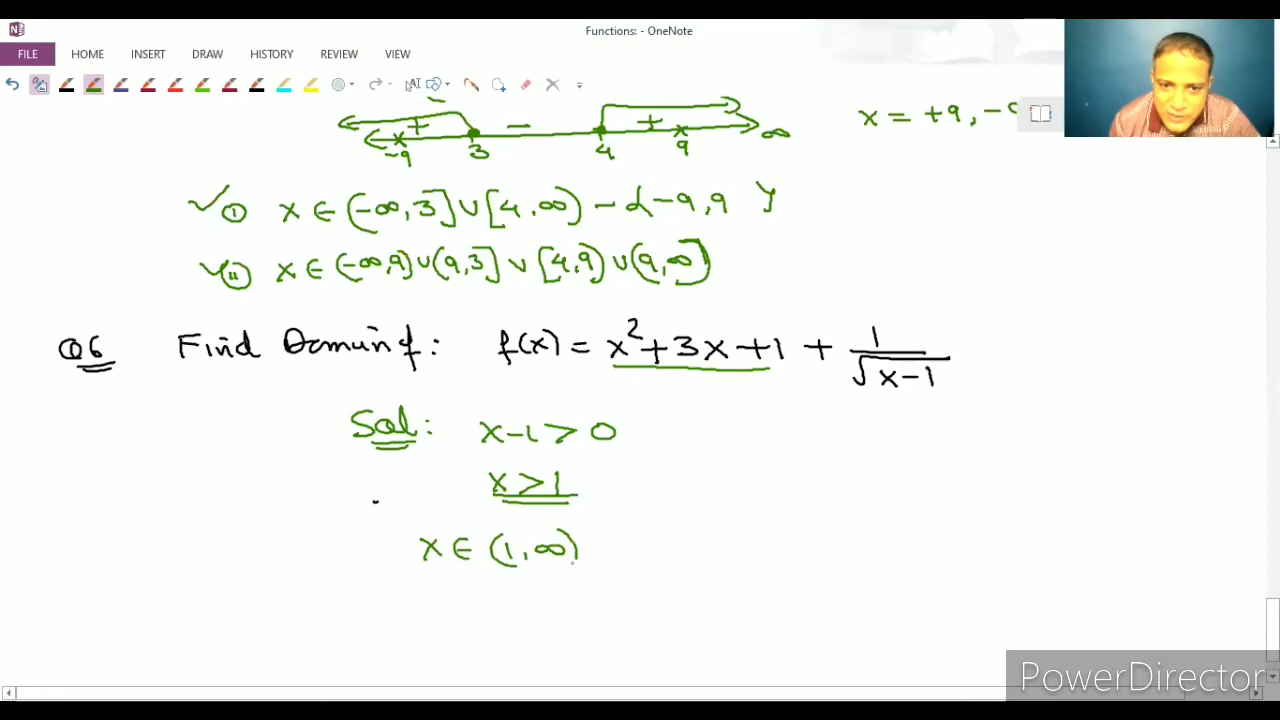 Functions: - OneNote
FILE HOME INSERT DRAW HISTORY REVIEW VIEW
+ - + ∞
-9 3 4 9
x = +9, -9
① x ∈ (-∞, 3] ∪ [4, ∞) - {-9, 9 }
② x ∈ (-∞, 9) ∪ (9, 3] ∪ [4, 9) ∪ (9, ∞)
Q6 Find Domain of : f(x) = x² + 3x + 1 + 1/√x-1
Sol : x-1 > 0
x > 1
x ∈ (1, ∞)
PowerDirector